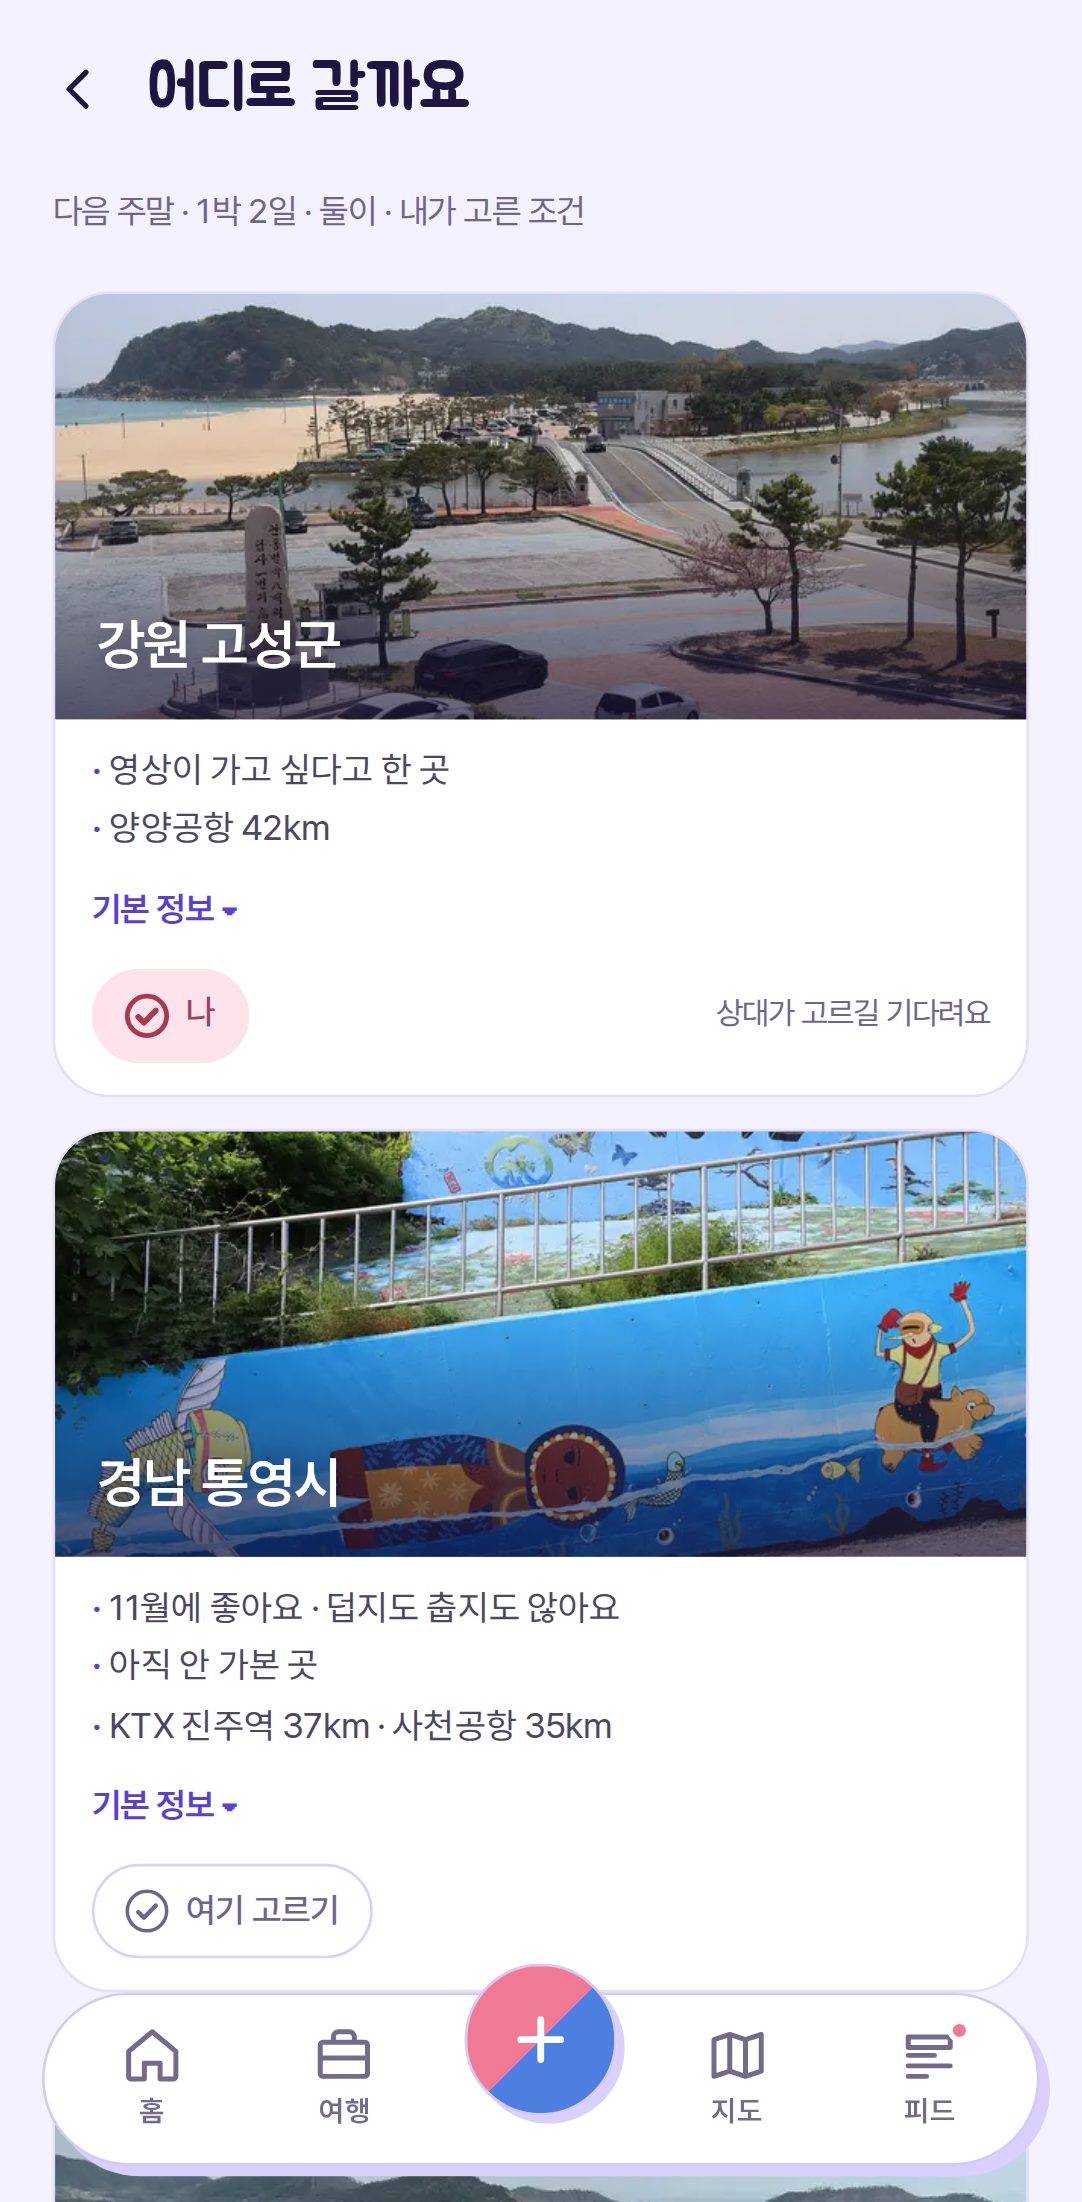 어디로 갈까요
다음 주말 · 1박 2일 · 둘이 · 내가 고른 조건
강원 고성군
· 영상이 가고 싶다고 한 곳
· 양양공항 42km
기본 정보
나
상대가 고르길 기다려요
경남 통영시
· 11월에 좋아요 · 덥지도 춥지도 않아요
· 아직 안 가본 곳
· KTX 진주역 37km · 사천공항 35km
기본 정보
여기 고르기
홈
여행
지도
피드